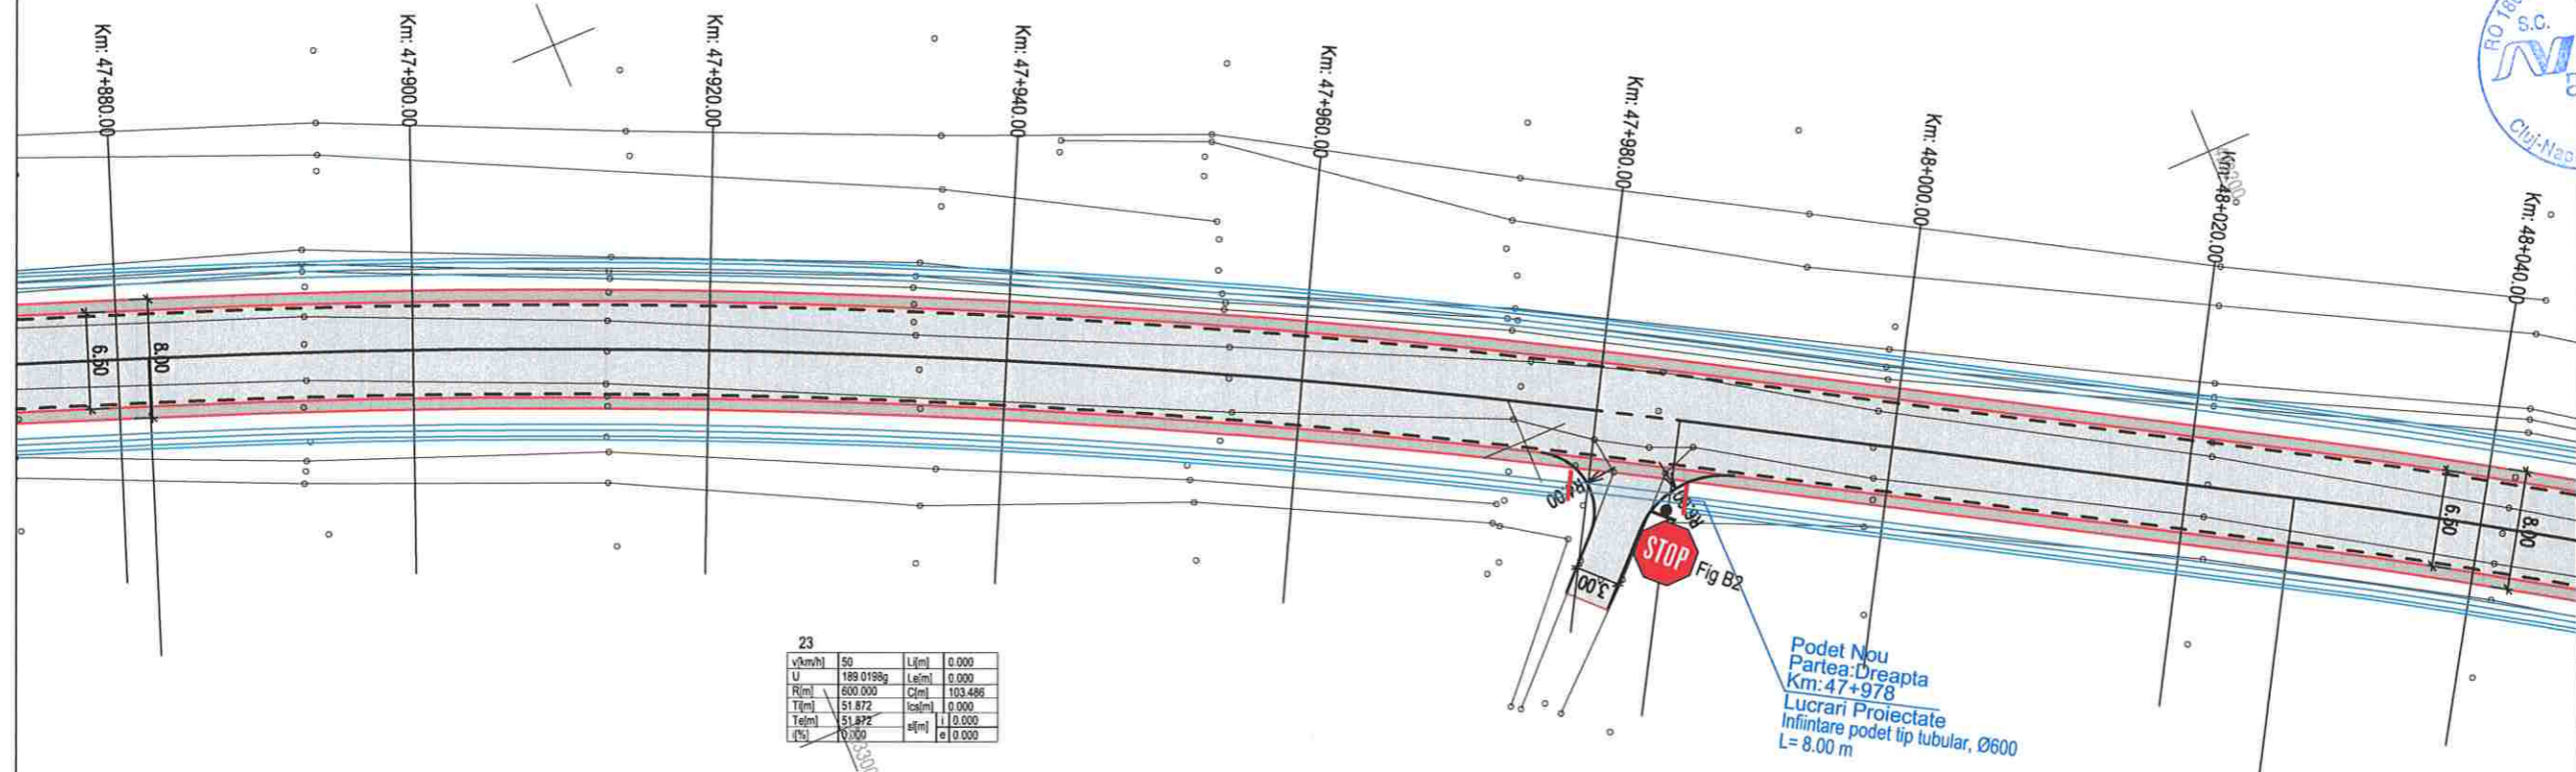 Km: 47+880.00
Km: 47+900.00
Km: 47+920.00
Km: 47+940.00
Km: 47+960.00
Km: 47+980.00
Km: 48+000.00
Km: 48+020.00
Km: 48+040.00
S.C.
Cluj-Nap
6.50
8.00
6.50
8.00
3.00
STOP
Fig B2
23
v[km/h] 50 Li[m] 0.000
U 189.0198g Le[m] 0.000
R[m] 600.000 C[m] 103.486
Ti[m] 51.872 lcs[m] 0.000
Te[m] 51.872 sl[m] i 0.000
i[%] 0.000 e 0.000
Podet Nou
Partea:Dreapta
Km:47+978
Lucrari Proiectate
Infiintare podet tip tubular, Ø600
L= 8.00 m